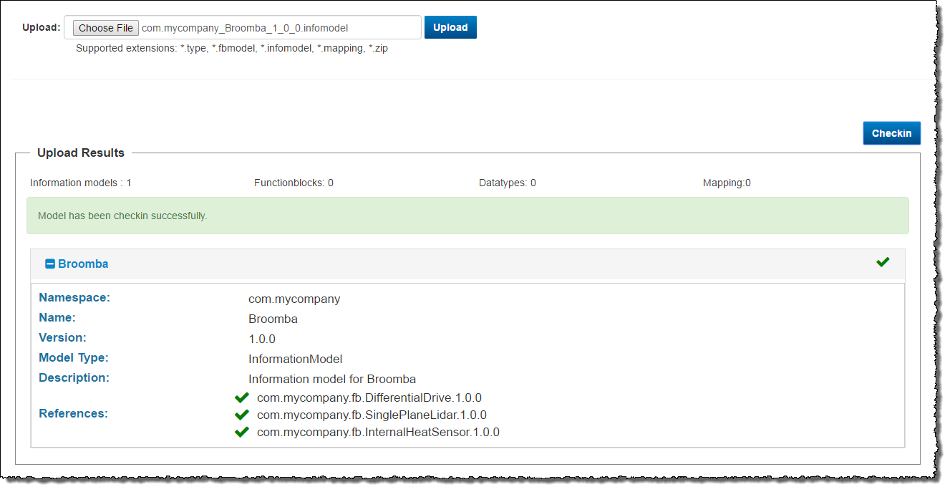 Upload: Choose File com.mycompany_Broomba_1_0_0.infomodel Upload
Supported extensions: *.type, *.fbmodel, *.infomodel, *.mapping, *.zip
Checkin
Upload Results
Information models : 1 Functionblocks: 0 Datatypes: 0 Mapping:0
Model has been checkin successfully.
Broomba
Namespace: com.mycompany
Name: Broomba
Version: 1.0.0
Model Type: InformationModel
Description: Information model for Broomba
com.mycompany.fb.DifferentialDrive.1.0.0
References: com.mycompany.fb.SinglePlaneLidar.1.0.0
com.mycompany.fb.InternalHeatSensor.1.0.0